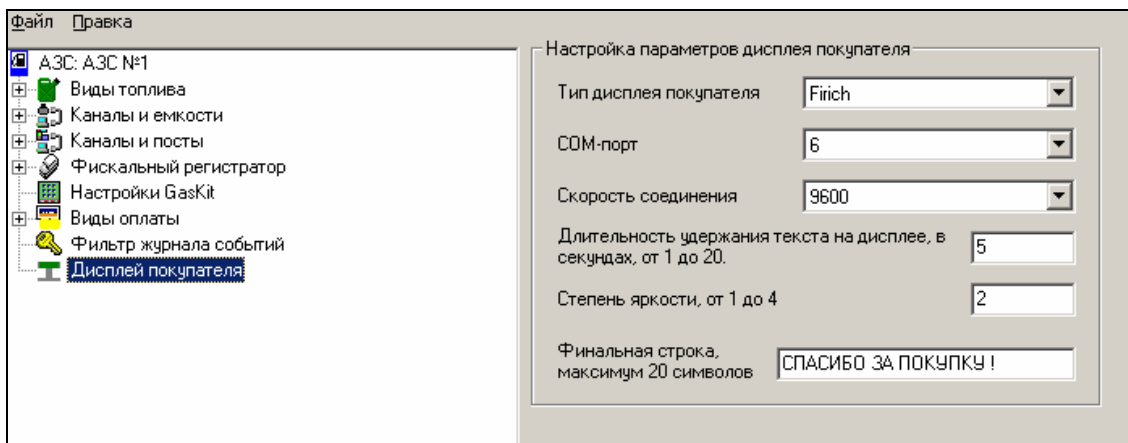 Файл Правка
АЗС: АЗС №1
Виды топлива
Каналы и емкости
Каналы и посты
Фискальный регистратор
Настройки GasKit
Виды оплаты
Фильтр журнала событий
Дисплей покупателя
Настройка параметров дисплея покупателя
Тип дисплея покупателя Firich
COM-порт 6
Скорость соединения 9600
Длительность удержания текста на дисплее, в
секундах, от 1 до 20. 5
Степень яркости, от 1 до 4 2
Финальная строка,
максимум 20 символов СПАСИБО ЗА ПОКУПКУ !